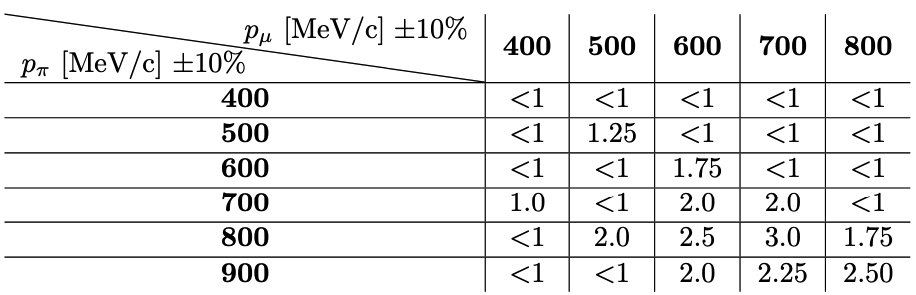 p_μ [MeV/c] ±10% 400 500 600 700 800
p_π [MeV/c] ±10%
400 <1 <1 <1 <1 <1
500 <1 1.25 <1 <1 <1
600 <1 <1 1.75 <1 <1
700 1.0 <1 2.0 2.0 <1
800 <1 2.0 2.5 3.0 1.75
900 <1 <1 2.0 2.25 2.50